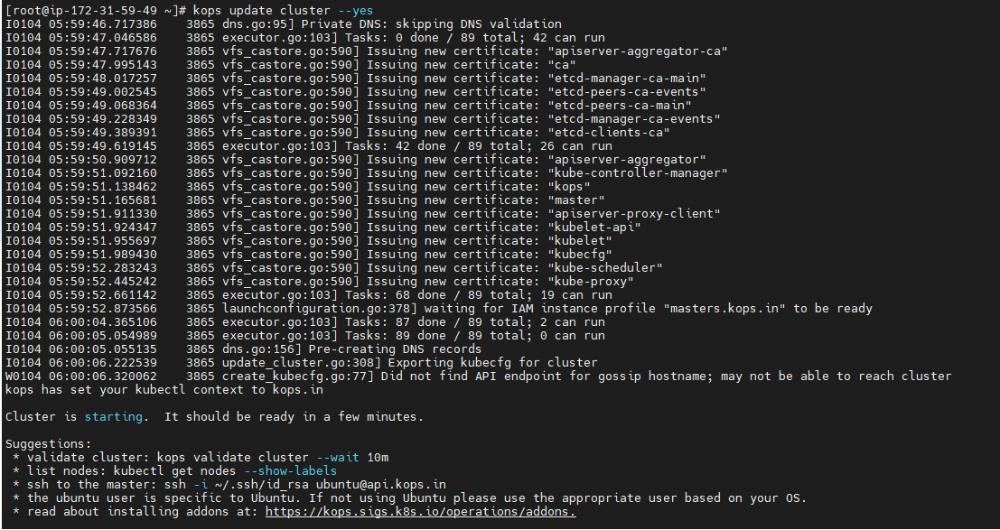 [root@ip-172-31-59-49 ~]# kops update cluster --yes
I0104 05:59:46.717386    3865 dns.go:95] Private DNS: skipping DNS validation
I0104 05:59:47.046586    3865 executor.go:103] Tasks: 0 done / 89 total; 42 can run
I0104 05:59:47.717676    3865 vfs_castore.go:590] Issuing new certificate: "apiserver-aggregator-ca"
I0104 05:59:47.995143    3865 vfs_castore.go:590] Issuing new certificate: "ca"
I0104 05:59:48.017257    3865 vfs_castore.go:590] Issuing new certificate: "etcd-manager-ca-main"
I0104 05:59:49.002545    3865 vfs_castore.go:590] Issuing new certificate: "etcd-peers-ca-events"
I0104 05:59:49.068364    3865 vfs_castore.go:590] Issuing new certificate: "etcd-peers-ca-main"
I0104 05:59:49.228349    3865 vfs_castore.go:590] Issuing new certificate: "etcd-manager-ca-events"
I0104 05:59:49.389391    3865 vfs_castore.go:590] Issuing new certificate: "etcd-clients-ca"
I0104 05:59:49.619145    3865 executor.go:103] Tasks: 42 done / 89 total; 26 can run
I0104 05:59:50.909712    3865 vfs_castore.go:590] Issuing new certificate: "apiserver-aggregator"
I0104 05:59:51.092160    3865 vfs_castore.go:590] Issuing new certificate: "kube-controller-manager"
I0104 05:59:51.138462    3865 vfs_castore.go:590] Issuing new certificate: "kops"
I0104 05:59:51.165681    3865 vfs_castore.go:590] Issuing new certificate: "master"
I0104 05:59:51.911330    3865 vfs_castore.go:590] Issuing new certificate: "apiserver-proxy-client"
I0104 05:59:51.924347    3865 vfs_castore.go:590] Issuing new certificate: "kubelet-api"
I0104 05:59:51.955697    3865 vfs_castore.go:590] Issuing new certificate: "kubelet"
I0104 05:59:51.989430    3865 vfs_castore.go:590] Issuing new certificate: "kubecfg"
I0104 05:59:52.283243    3865 vfs_castore.go:590] Issuing new certificate: "kube-scheduler"
I0104 05:59:52.445242    3865 vfs_castore.go:590] Issuing new certificate: "kube-proxy"
I0104 05:59:52.661142    3865 executor.go:103] Tasks: 68 done / 89 total; 19 can run
I0104 05:59:52.873566    3865 launchconfiguration.go:378] waiting for IAM instance profile "masters.kops.in" to be ready
I0104 06:00:04.365106    3865 executor.go:103] Tasks: 87 done / 89 total; 2 can run
I0104 06:00:05.054989    3865 executor.go:103] Tasks: 89 done / 89 total; 0 can run
I0104 06:00:05.055135    3865 dns.go:156] Pre-creating DNS records
I0104 06:00:06.222539    3865 update_cluster.go:308] Exporting kubecfg for cluster
W0104 06:00:06.320062    3865 create_kubecfg.go:77] Did not find API endpoint for gossip hostname; may not be able to reach cluster
kops has set your kubectl context to kops.in

Cluster is starting.  It should be ready in a few minutes.

Suggestions:
 * validate cluster: kops validate cluster --wait 10m
 * list nodes: kubectl get nodes --show-labels
 * ssh to the master: ssh -i ~/.ssh/id_rsa ubuntu@api.kops.in
 * the ubuntu user is specific to Ubuntu. If not using Ubuntu please use the appropriate user based on your OS.
 * read about installing addons at: https://kops.sigs.k8s.io/operations/addons.